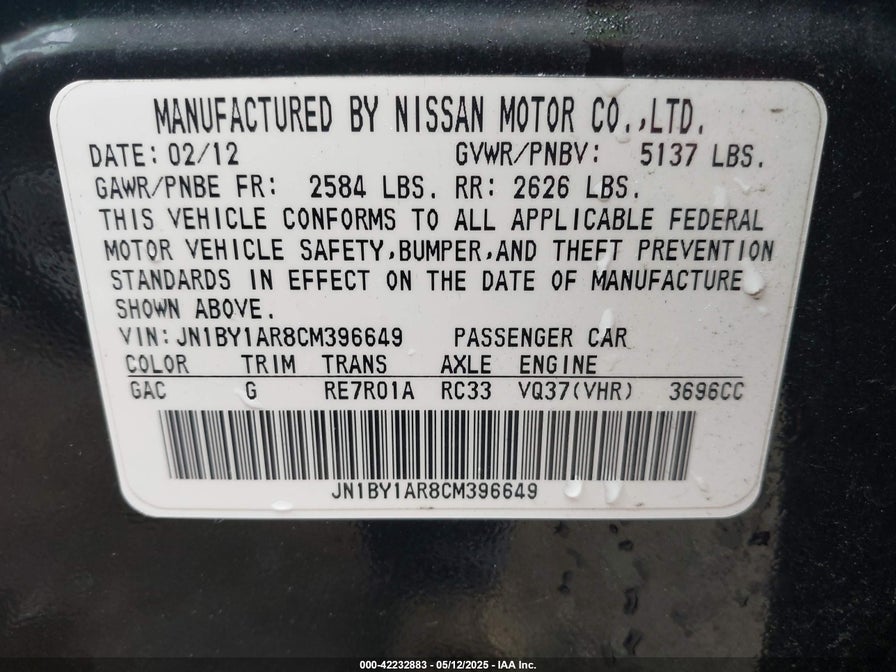 MANUFACTURED BY NISSAN MOTOR CO.,LTD.
DATE: 02/12 GVWR/PNBV: 5137 LBS.
GAWR/PNBE FR: 2584 LBS. RR: 2626 LBS.
THIS VEHICLE CONFORMS TO ALL APPLICABLE FEDERAL
MOTOR VEHICLE SAFETY,BUMPER,AND THEFT PREVENTION
STANDARDS IN EFFECT ON THE DATE OF MANUFACTURE
SHOWN ABOVE.
VIN:JN1BY1AR8CM396649 PASSENGER CAR
COLOR TRIM TRANS AXLE ENGINE
GAC G RE7R01A RC33 VQ37(VHR) 3696CC
JN1BY1AR8CM396649
000-42232883 - 05/12/2025 - IAA Inc.